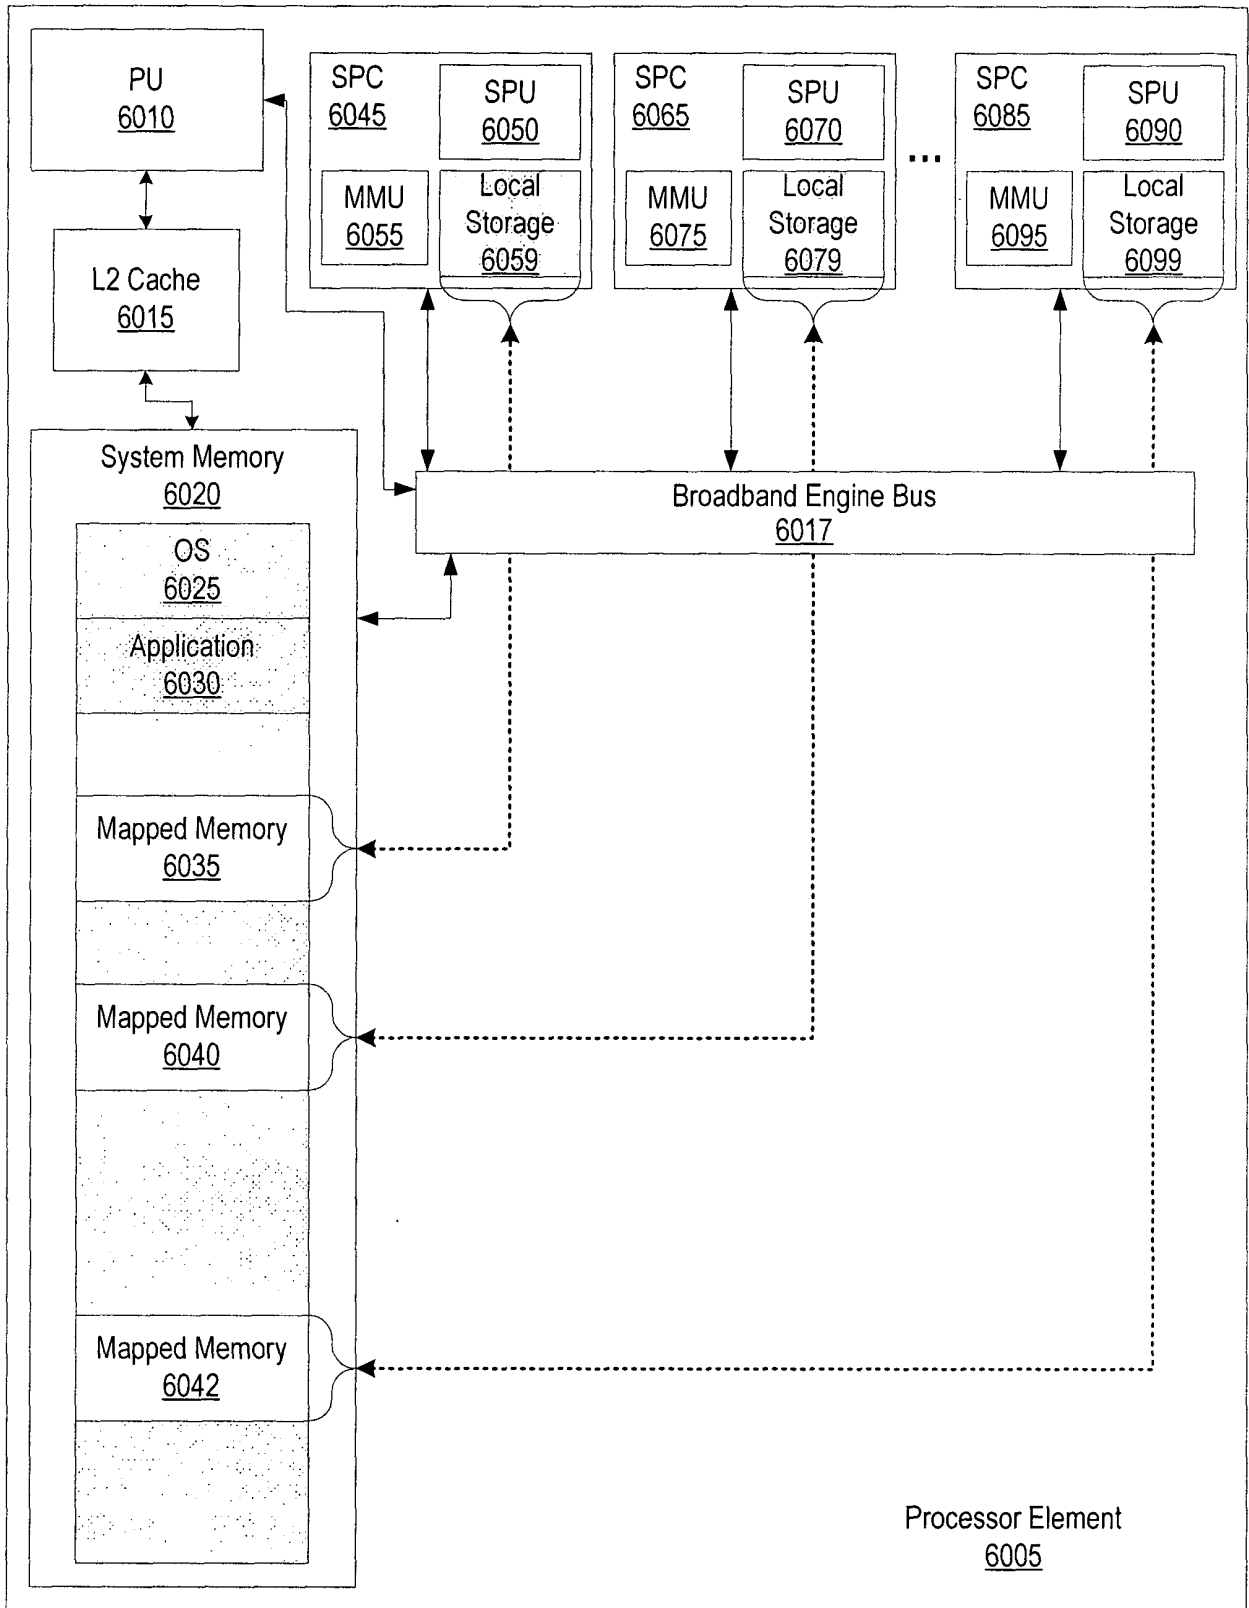 PU
6010
SPC
6045
SPU
6050
MMU
6055
Local
Storage
6059
SPC
6065
SPU
6070
MMU
6075
Local
Storage
6079
...
SPC
6085
SPU
6090
MMU
6095
Local
Storage
6099
L2 Cache
6015
System Memory
6020
Broadband Engine Bus
6017
OS
6025
Application
6030
Mapped Memory
6035
Mapped Memory
6040
Mapped Memory
6042
Processor Element
6005